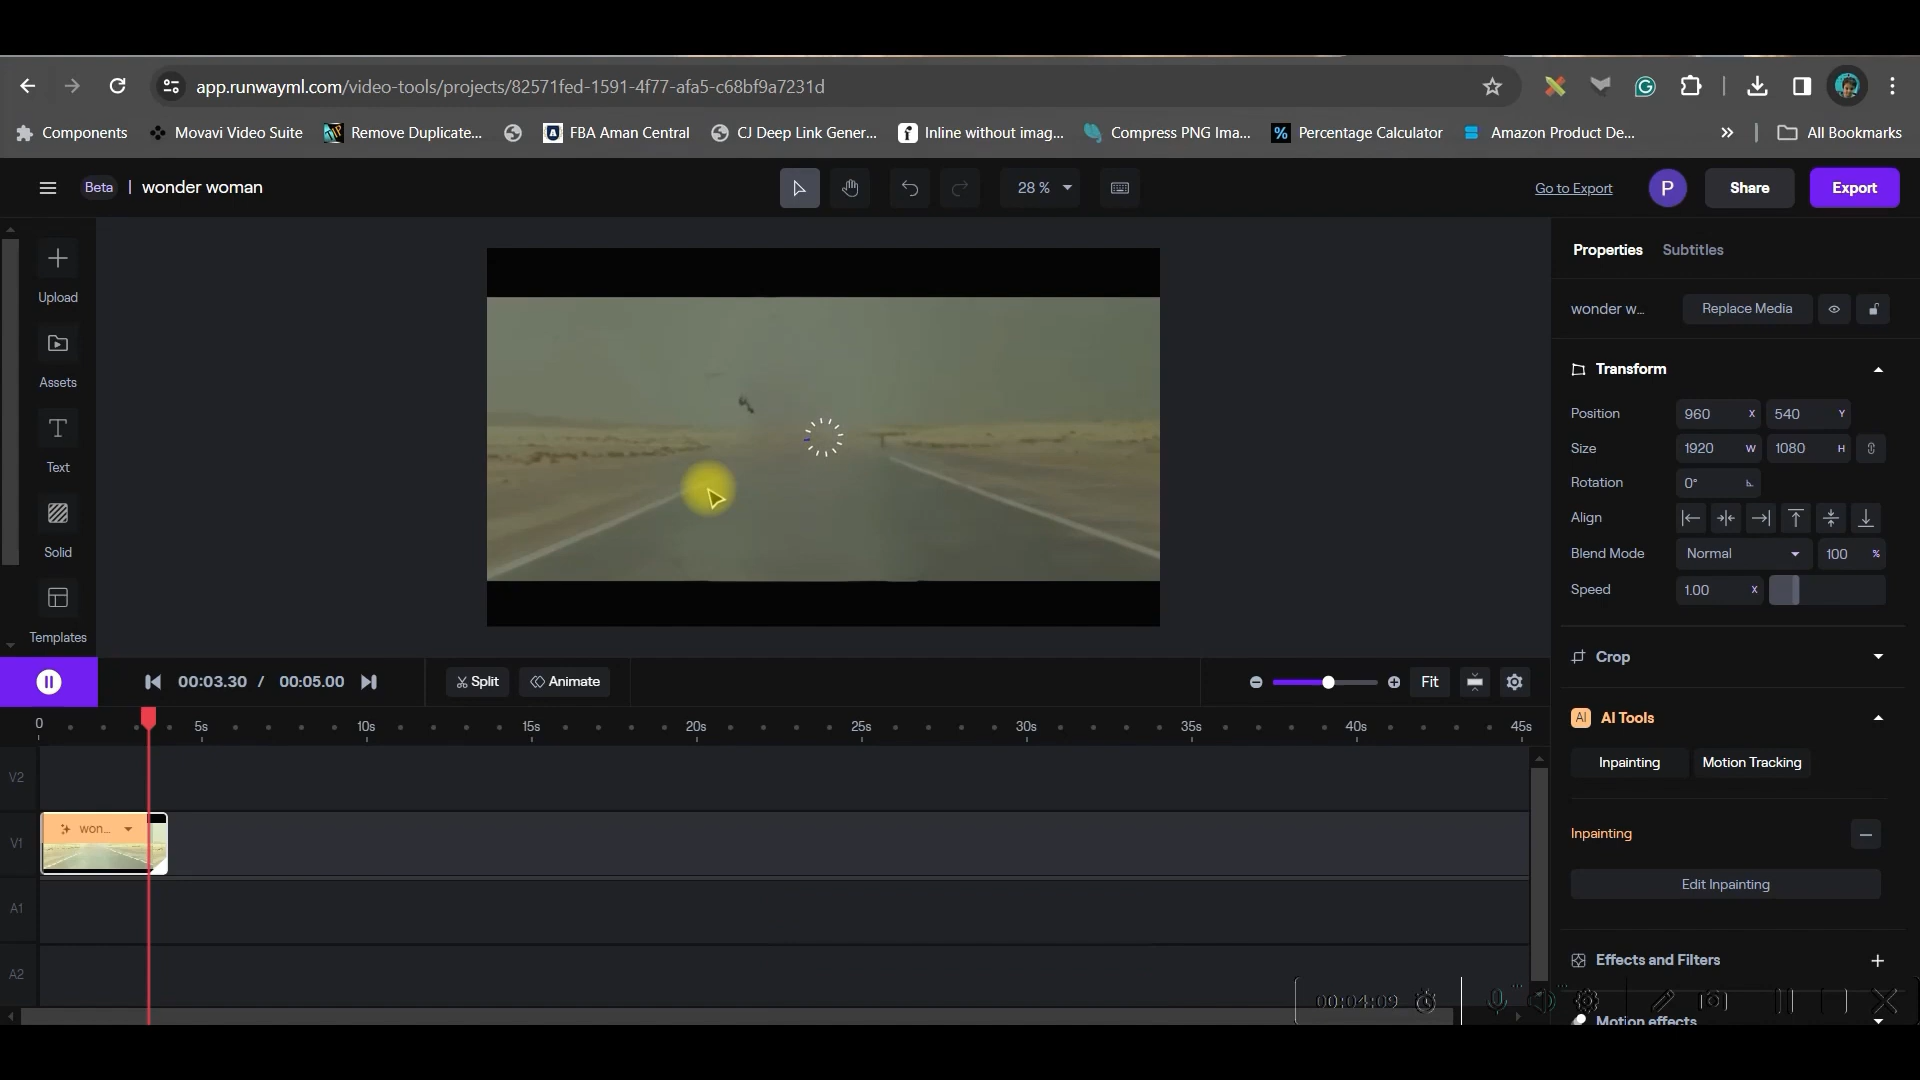 app.runwayml.com/video-tools/projects/82571fed-1591-4f77-afa5-c68bf9a7231d
Components Movavi Video Suite Remove Duplicate... FBA Aman Central CJ Deep Link Gener... Inline without imag... Compress PNG Ima... % Percentage Calculator Amazon Product De... » All Bookmarks
Beta | wonder woman 28 % Go to Export P Share Export
Upload
Assets
Text
Solid
Templates
Properties Subtitles
wonder w... Replace Media
Transform
Position 960 X 540 Y
Size 1920 W 1080 H
Rotation 0°
Align
Blend Mode Normal 100 %
Speed 1.00 X
Crop
AI AI Tools
Inpainting Motion Tracking
Inpainting
Edit Inpainting
Effects and Filters
Motion effects
00:03.30 / 00:05.00 Split Animate Fit
0 5s 10s 15s 20s 25s 30s 35s 40s 45s
V2
V1 won...
A1
A2
00:04:09